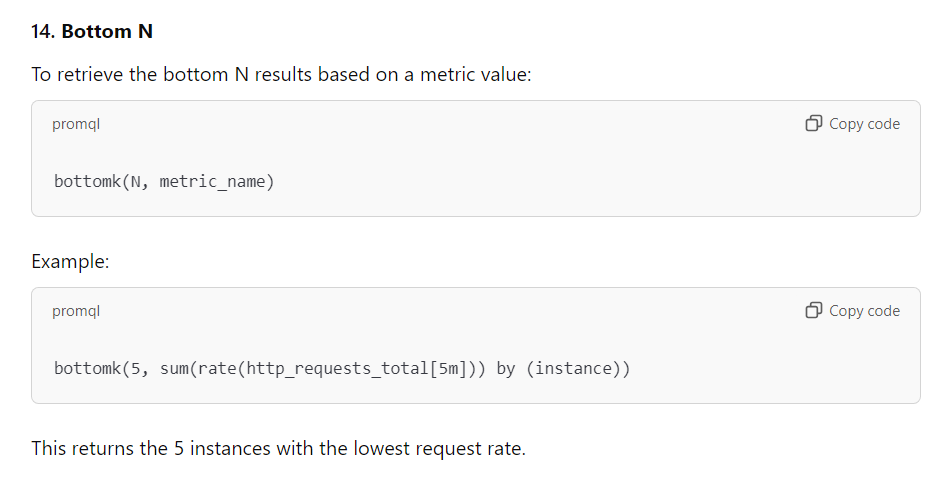 14. Bottom N
To retrieve the bottom N results based on a metric value:
promql
Copy code
bottomk(N, metric_name)
Example:
promql
Copy code
bottomk(5, sum(rate(http_requests_total[5m])) by (instance))
This returns the 5 instances with the lowest request rate.